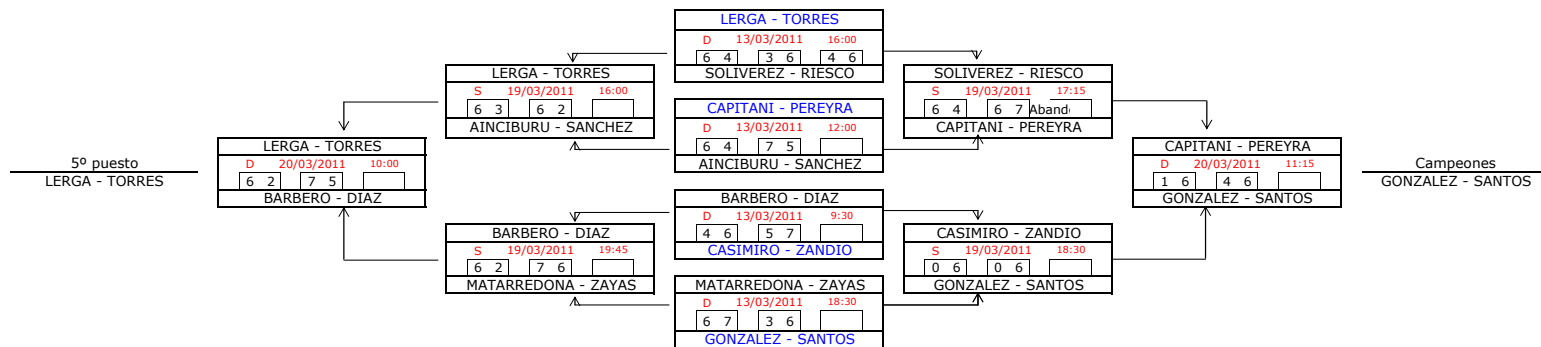 LERGA - TORRES
D 13/03/2011 16:00
6 4 3 6 4 6
SOLIVEREZ - RIESCO
LERGA - TORRES
S 19/03/2011 16:00
6 3 6 2
AINCIBURU - SANCHEZ
CAPITANI - PEREYRA
D 13/03/2011 12:00
6 4 7 5
AINCIBURU - SANCHEZ
SOLIVEREZ - RIESCO
S 19/03/2011 17:15
6 4 6 7 Aband
CAPITANI - PEREYRA
5º puesto
LERGA - TORRES
LERGA - TORRES
D 20/03/2011 10:00
6 2 7 5
BARBERO - DIAZ
CAPITANI - PEREYRA
D 20/03/2011 11:15
1 6 4 6
GONZALEZ - SANTOS
Campeones
GONZALEZ - SANTOS
BARBERO - DIAZ
D 13/03/2011 9:30
4 6 5 7
CASIMIRO - ZANDIO
BARBERO - DIAZ
S 19/03/2011 19:45
6 2 7 6
MATARREDONA - ZAYAS
CASIMIRO - ZANDIO
S 19/03/2011 18:30
0 6 0 6
GONZALEZ - SANTOS
MATARREDONA - ZAYAS
D 13/03/2011 18:30
6 7 3 6
GONZALEZ - SANTOS